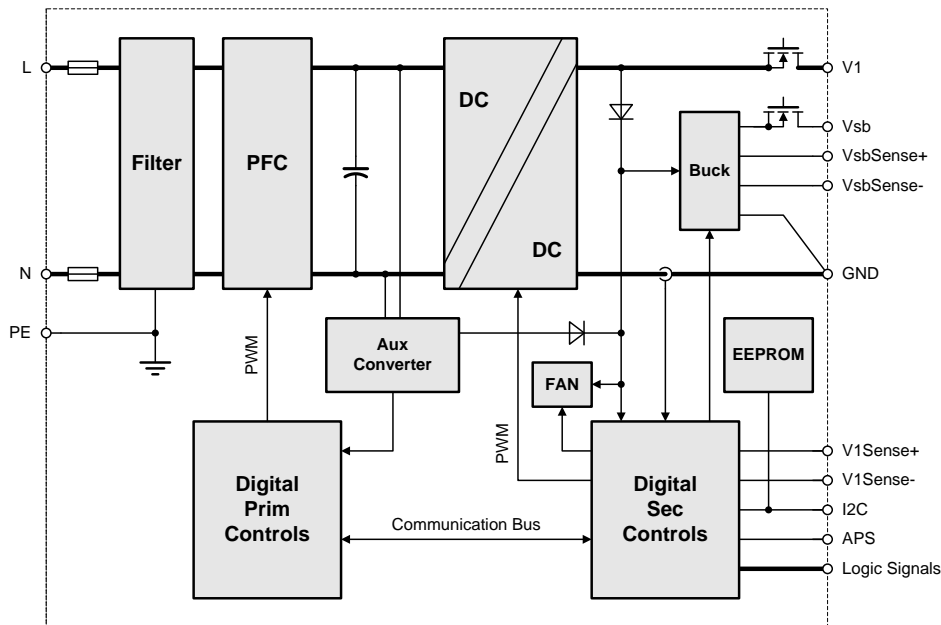 L
Filter
PFC
DC
DC
V1
Vsb
VsbSense+
VsbSense-
Buck
N
GND
PE
PWM
Aux
Converter
FAN
EEPROM
PWM
Digital
Prim
Controls
Communication Bus
Digital
Sec
Controls
V1Sense+
V1Sense-
I2C
APS
Logic Signals